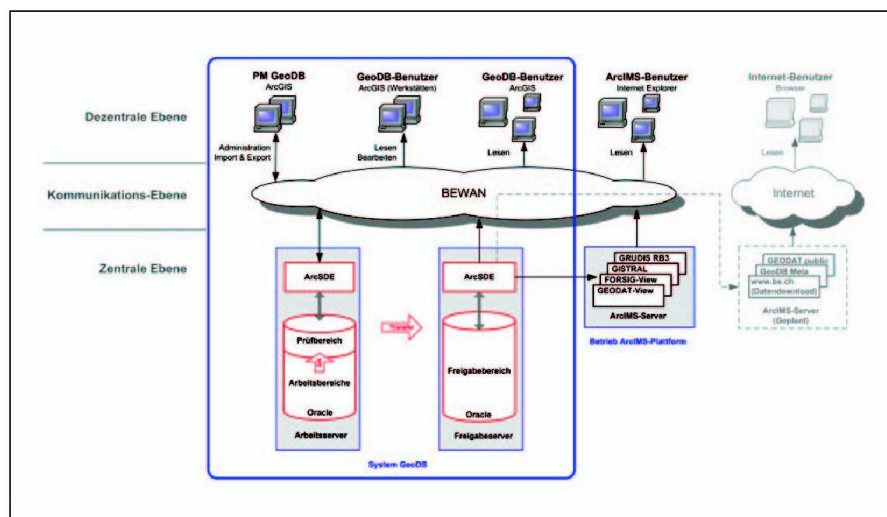 PM GeoDB
ArcGIS
GeoDB-Benutzer
ArcGIS (Werkstätten)
GeoDB-Benutzer
ArcGIS
ArcIMS-Benutzer
Internet Explorer
Internet-Benutzer
Browser
Dezentrale Ebene
Administration
Import & Export
Lesen
Bearbeiten
Lesen
Lesen
Lesen
Kommunikations-Ebene
BEWAN
Internet
Zentrale Ebene
ArcSDE
Prüfbereich
Arbeitsbereiche
Oracle
Arbeitsserver
Transfer
ArcSDE
Freigabebereich
Oracle
Freigabeserver
System GeoDB
GRUDIS RB3
GISTRAL
FORSIG-View
GEODAT-View
ArcIMS-Server
Betrieb ArcIMS-Plattform
GEODAT public
GeoDB Meta
www.be.ch
(Datendownload)
ArcIMS-Server
(Geplant)